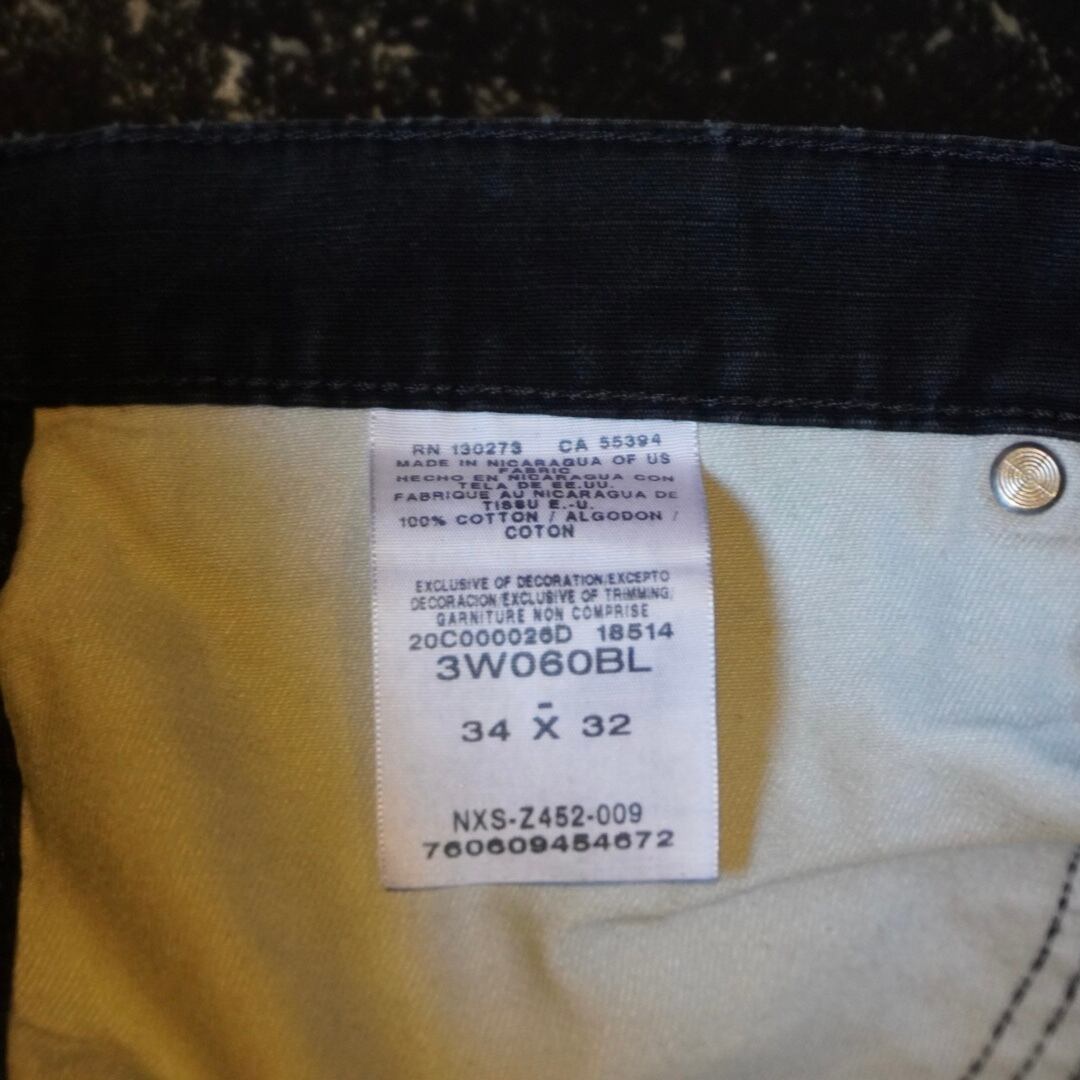 RN 130273 CA 55394
MADE IN NICARAGUA OF US
FABRIC
HECHO EN NICARAGUA CON
TELA DE EE.UU.
FABRIQUE AU NICARAGUA DE
TISSU E.-U.
100% COTTON / ALGODON /
COTON
EXCLUSIVE OF DECORATION/EXCEPTO
DECORACION/EXCLUSIVE OF TRIMMING/
GARNITURE NON COMPRISE
20C000026D 18514
3W060BL
-
34 X 32
NXS-Z452-009
760609454672